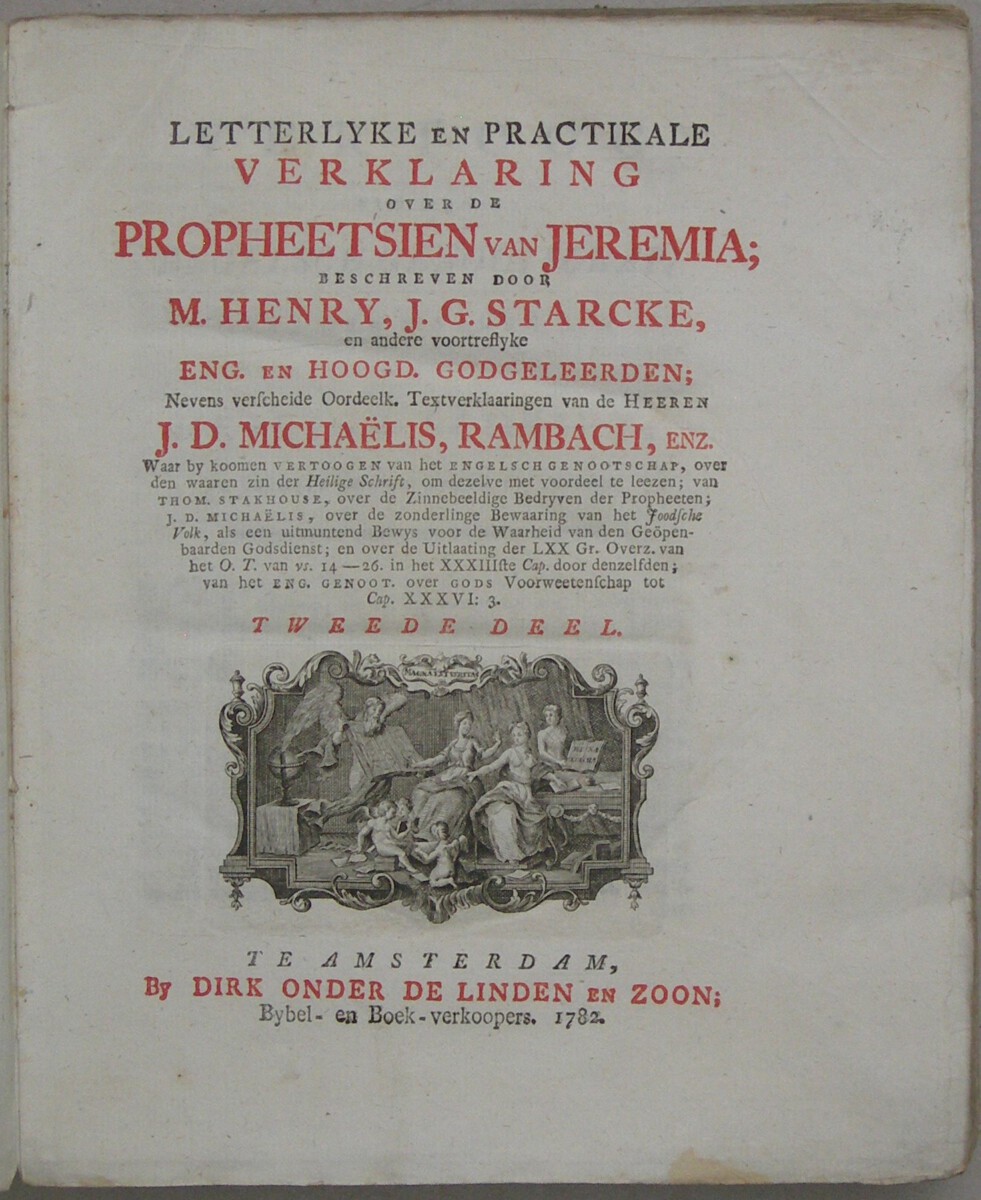 LETTERLYKE EN PRACTIKALE
VERKLARING
OVER DE
PROPHEETSIEN VAN JEREMIA;
BESCHREVEN DOOR
M. HENRY, J. G. STARCKE,
en andere voortreflyke
ENG. EN HOOGD. GODGELEERDEN;
Nevens verſcheide Oordeelk. Textverklaaringen van de HEEREN
J. D. MICHAËLIS, RAMBACH, ENZ.
Waar by koomen VERTOOGEN van het ENGELSCH GENOOTSCHAP, over
den waaren zin der Heilige Schrift, om dezelve met voordeel te leezen; van
THOM. STAKHOUSE, over de Zinnebeeldige Bedryven der Propheeten;
J. D. MICHAËLIS, over de zonderlinge Bewaaring van het Joodſche
Volk, als een uitmuntend Bewys voor de Waarheid van den Geöpen-
baarden Godsdienst; en over de Uitlaating der LXX Gr. Overz. van
het O. T. van vs. 14—26. in het XXXIIIſte Cap. door denzelfden;
van het ENG. GENOOT. over GODS Voorweetenſchap tot
Cap. XXXVI: 3.
TWEEDE DEEL.
TE AMSTERDAM,
By DIRK ONDER DE LINDEN EN ZOON;
Bybel- en Boek-verkoopers. 1782.